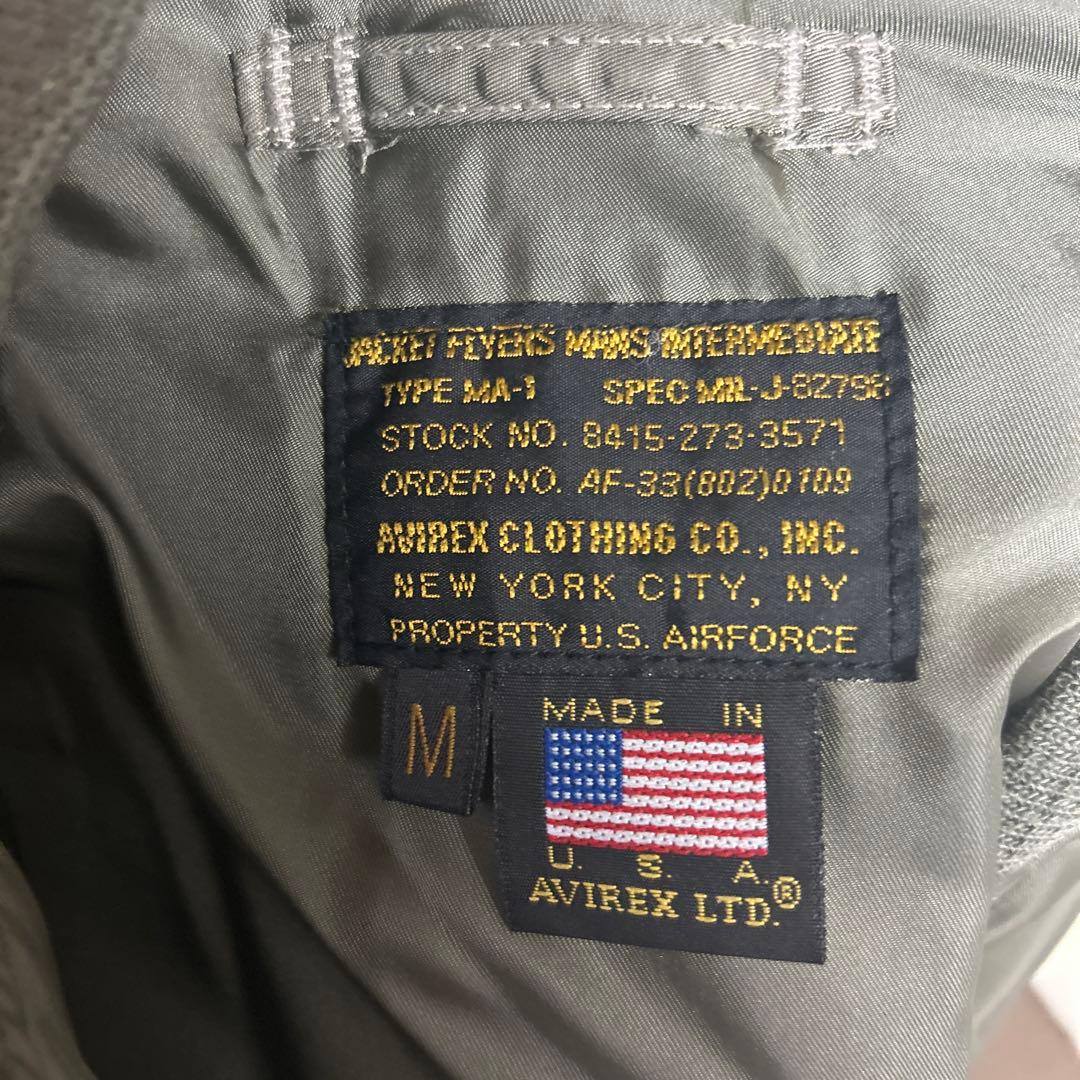 JACKET FLYERS MANS INTERMEDIATE
TYPE MA-1 SPEC MIL-J-82798
STOCK NO. 8415-273-3571
ORDER NO. AF-33(802)0109
AVIREX CLOTHING CO., INC.
NEW YORK CITY, NY
PROPERTY U.S. AIRFORCE
M
MADE IN
U. S. A.
AVIREX LTD.®